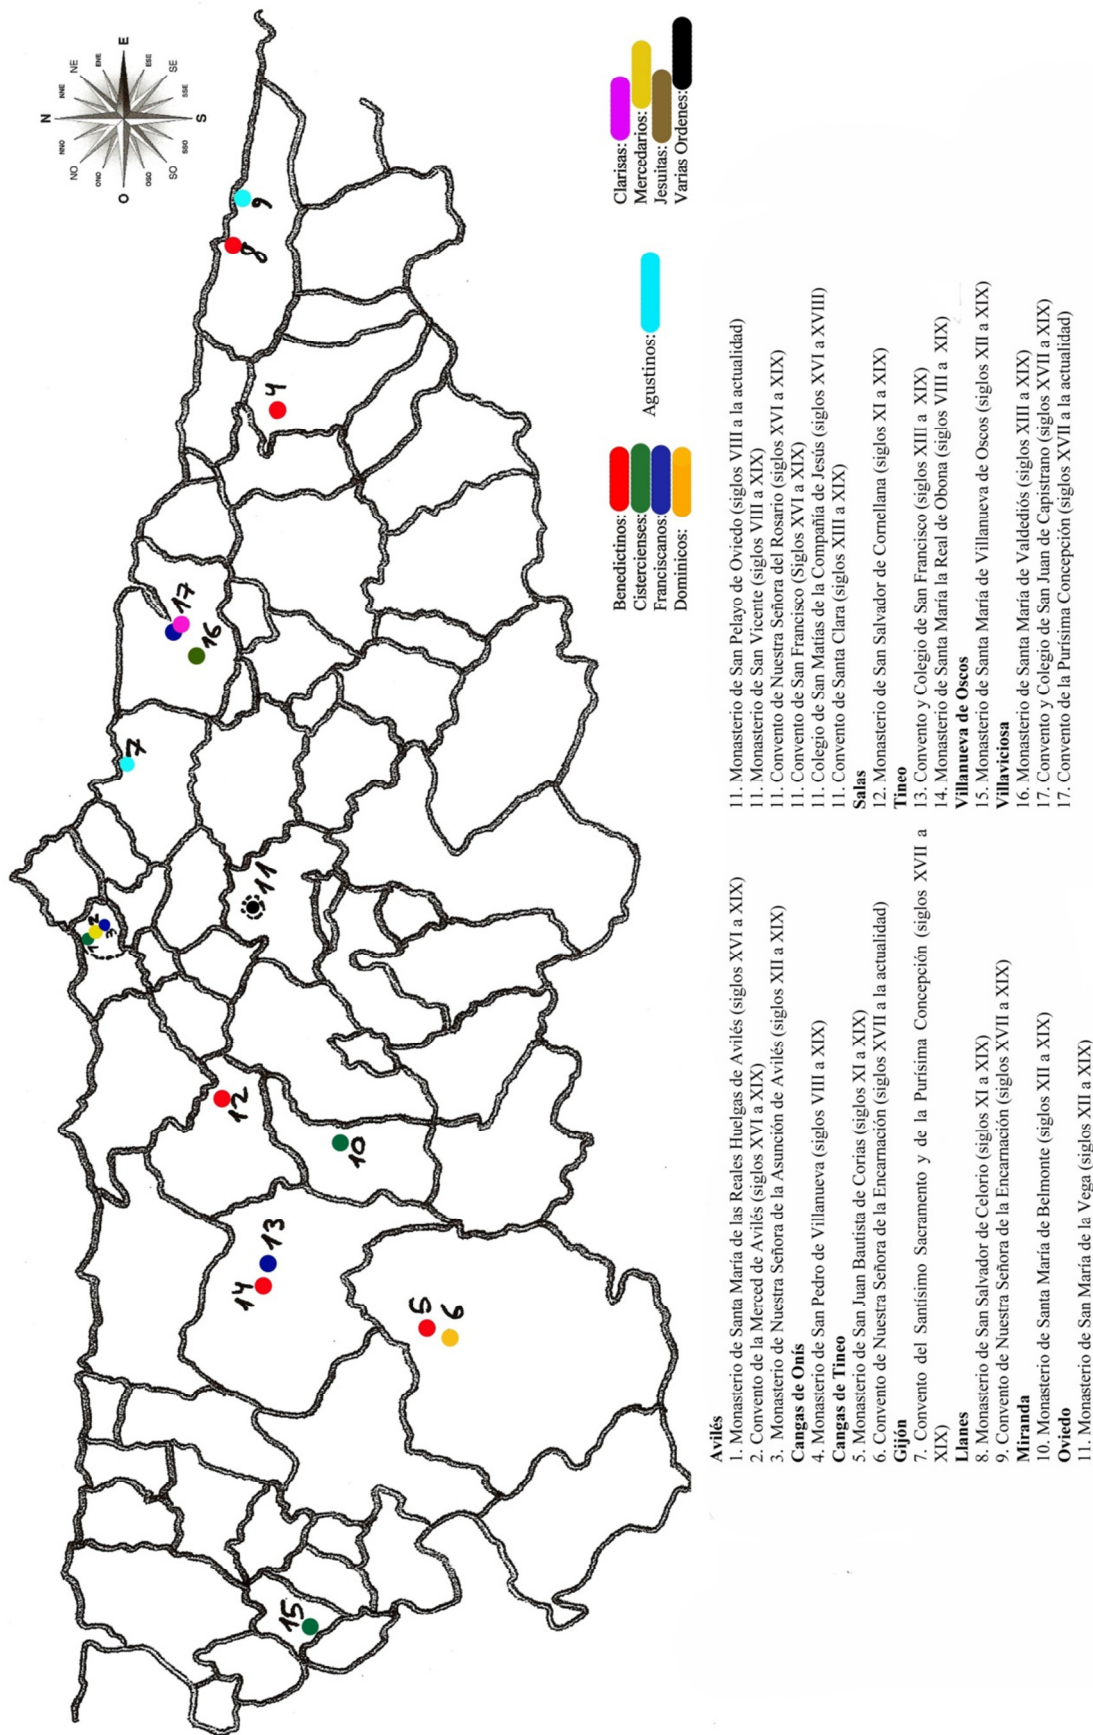 N
NNE
NE
ENE
E
ESE
SE
SSE
S
SSO
SO
OSO
O
ONO
NO
NNO
1
2
3
4
5
6
7
8
9
10
11
12
13
14
15
16
17
Benedictinos:
Cistercienses:
Franciscanos:
Dominicos:
Agustinos:
Clarisas:
Mercedarios:
Jesuitas:
Varias Ordenes:
Avilés
1. Monasterio de Santa María de las Reales Huelgas de Avilés (siglos XVI a XIX)
2. Convento de la Merced de Avilés (siglos XVI a XIX)
3. Monasterio de Nuestra Señora de la Asunción de Avilés (siglos XII a XIX)
Cangas de Onís
4. Monasterio de San Pedro de Villanueva (siglos VIII a XIX)
Cangas de Tineo
5. Monasterio de San Juan Bautista de Corias (siglos XI a XIX)
6. Convento de Nuestra Señora de la Encarnación (siglos XVII a la actualidad)
Gijón
7. Convento del Santísimo Sacramento y de la Purísima Concepción (siglos XVII a
XIX)
Llanes
8. Monasterio de San Salvador de Celorio (siglos XI a XIX)
9. Convento de Nuestra Señora de la Encarnación (siglos XVII a XIX)
Miranda
10. Monasterio de Santa María de Belmonte (siglos XII a XIX)
Oviedo
11. Monasterio de San María de la Vega (siglos XII a XIX)
11. Monasterio de San Pelayo de Oviedo (siglos VIII a la actualidad)
11. Monasterio de San Vicente (siglos VIII a XIX)
11. Convento de Nuestra Señora del Rosario (siglos XVI a XIX)
11. Convento de San Francisco (Siglos XVI a XIX)
11. Colegio de San Matías de la Compañía de Jesús (siglos XVI a XVIII)
11. Convento de Santa Clara (siglos XIII a XIX)
Salas
12. Monasterio de San Salvador de Cornellana (siglos XI a XIX)
Tineo
13. Convento y Colegio de San Francisco (siglos XIII a XIX)
14. Monasterio de Santa María la Real de Obona (siglos VIII a XIX)
Villanueva de Oscos
15. Monasterio de Santa María de Villanueva de Oscos (siglos XII a XIX)
Villaviciosa
16. Monasterio de Santa María de Valdediós (siglos XIII a XIX)
17. Convento y Colegio de San Juan de Capistrano (siglos XVII a XIX)
17. Convento de la Purísima Concepción (siglos XVII a la actualidad)